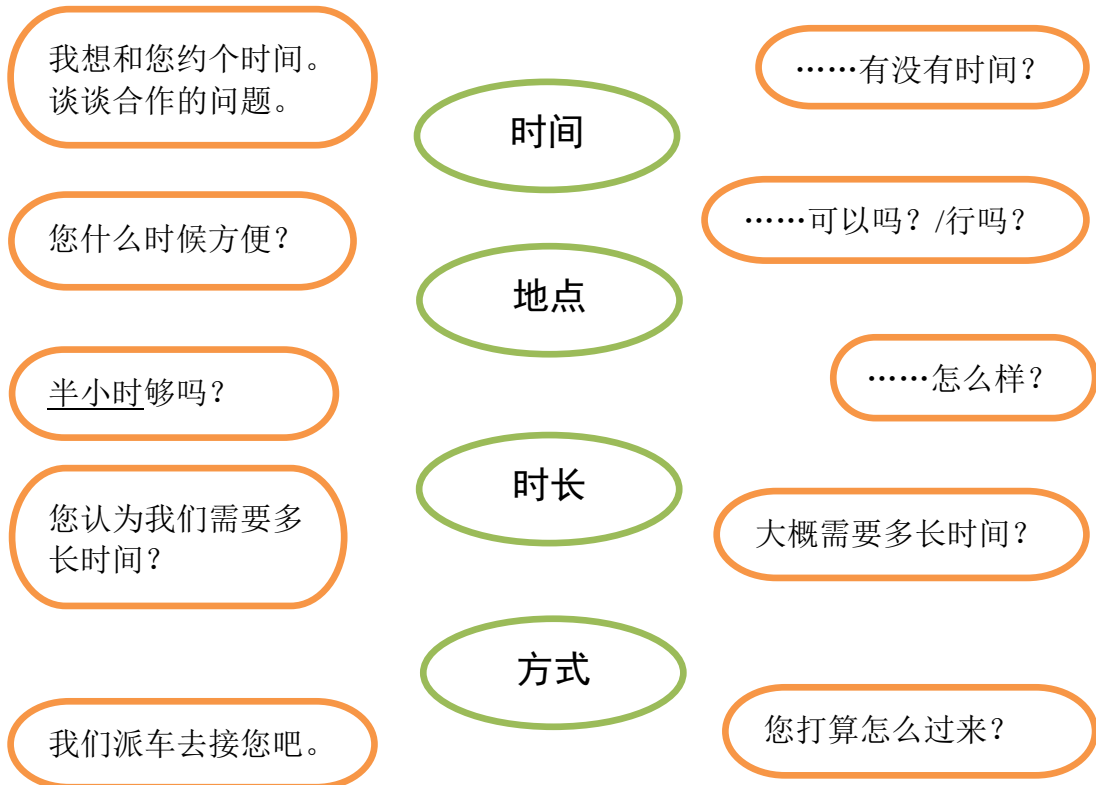 我想和您约个时间。
谈谈合作的问题。
……有没有时间？
时间
您什么时候方便？
……可以吗？/行吗？
地点
半小时够吗？
……怎么样？
时长
您认为我们需要多
长时间？
大概需要多长时间？
方式
我们派车去接您吧。
您打算怎么过来？